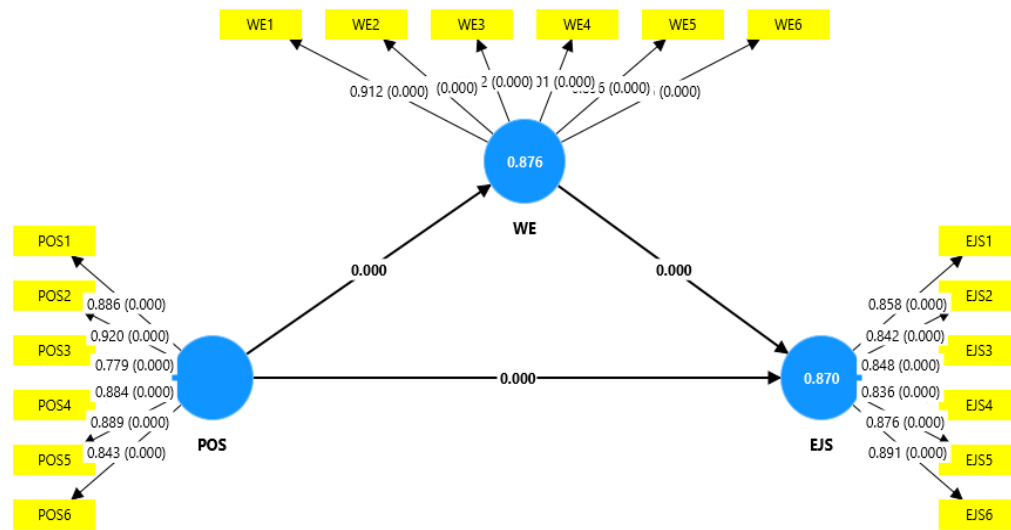 WE1 WE2 WE3 WE4 WE5 WE6
0.912 (0.000) (0.000) (0.000) (0.000) (0.000) (0.000)
0.876
WE
POS1
POS2
POS3
POS4
POS5
POS6
0.886 (0.000)
0.920 (0.000)
0.779 (0.000)
0.884 (0.000)
0.889 (0.000)
0.843 (0.000)
POS
0.000
0.000
0.000
0.870
EJS
0.858 (0.000)
0.842 (0.000)
0.848 (0.000)
0.836 (0.000)
0.876 (0.000)
0.891 (0.000)
EJS1
EJS2
EJS3
EJS4
EJS5
EJS6